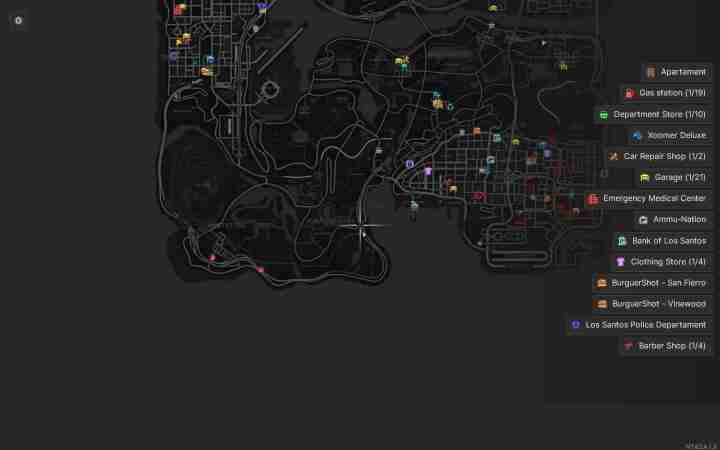 Apartament
Gas station (1/19)
Department Store (1/10)
Xoomer Deluxe
Car Repair Shop (1/2)
Garage (1/21)
Emergency Medical Center
Ammu-Nation
Bank of Los Santos
Clothing Store (1/4)
BurguerShot - San Fierro
BurguerShot - Vinewood
Los Santos Police Departament
Barber Shop (1/4)